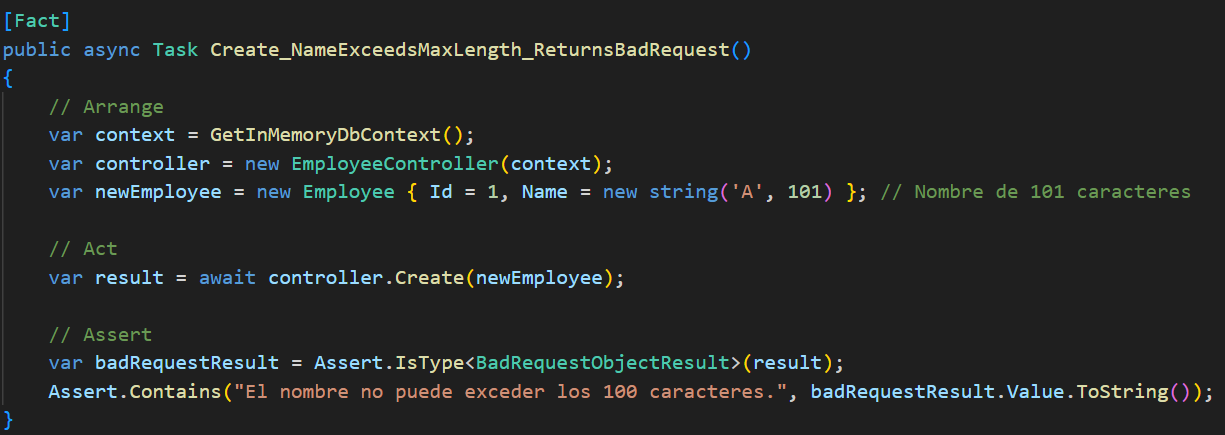 [Fact]
public async Task Create_NameExceedsMaxLength_ReturnsBadRequest()
{
    // Arrange
    var context = GetInMemoryDbContext();
    var controller = new EmployeeController(context);
    var newEmployee = new Employee { Id = 1, Name = new string('A', 101) }; // Nombre de 101 caracteres

    // Act
    var result = await controller.Create(newEmployee);

    // Assert
    var badRequestResult = Assert.IsType<BadRequestObjectResult>(result);
    Assert.Contains("El nombre no puede exceder los 100 caracteres.", badRequestResult.Value.ToString());
}